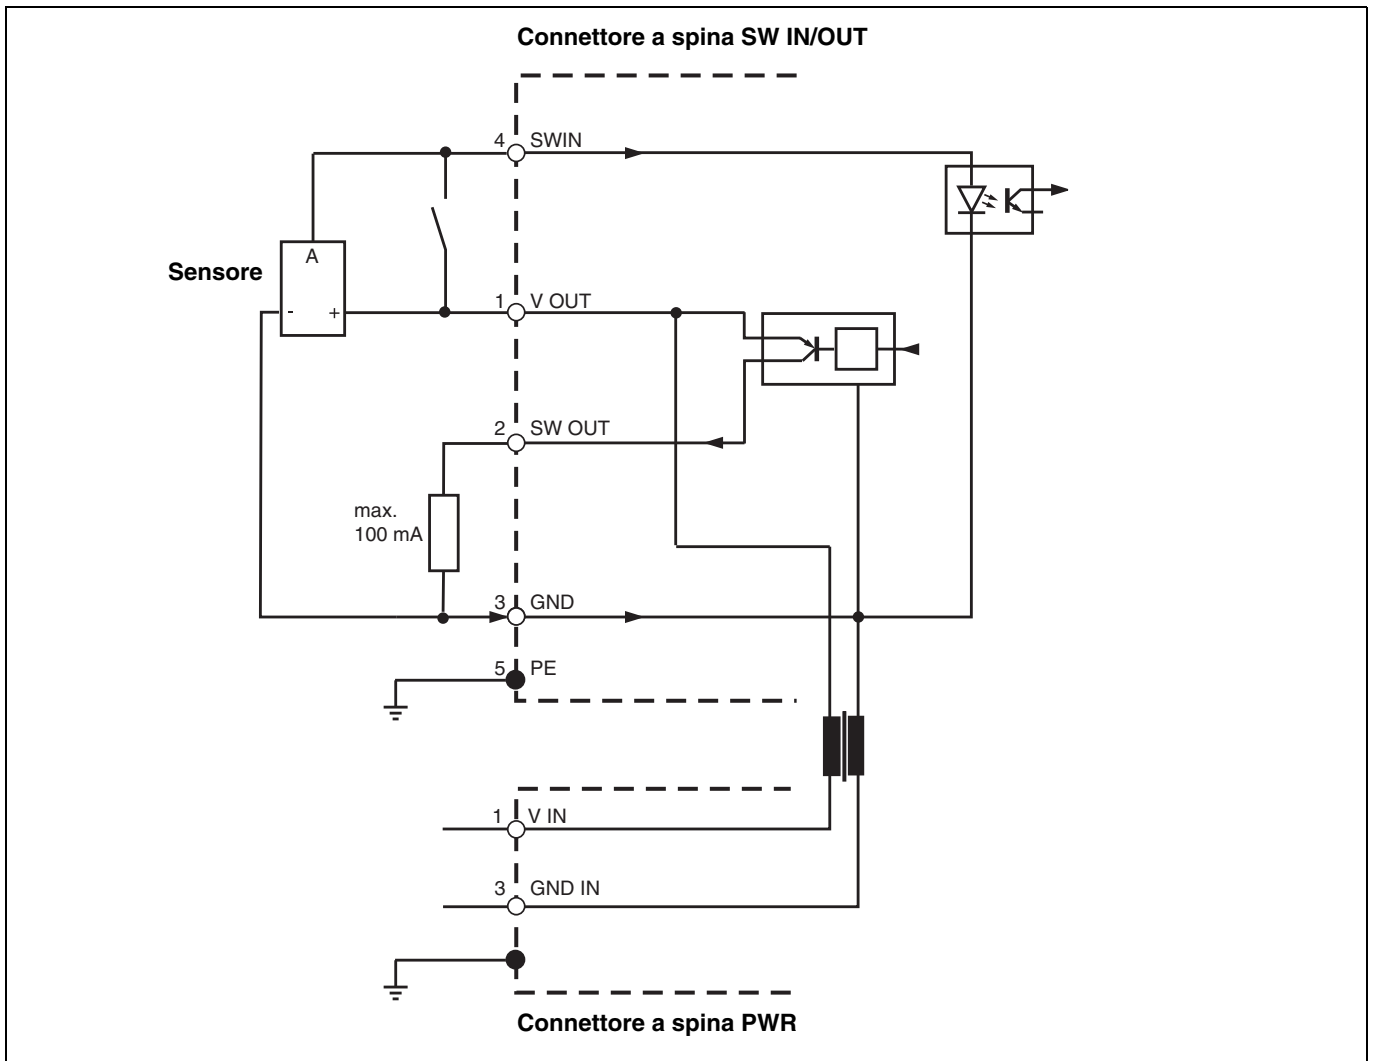 Connettore a spina SW IN/OUT
4 SWIN
A
Sensore
- +
1 V OUT
2 SW OUT
max.
100 mA
3 GND
5 PE
1 V IN
3 GND IN
Connettore a spina PWR